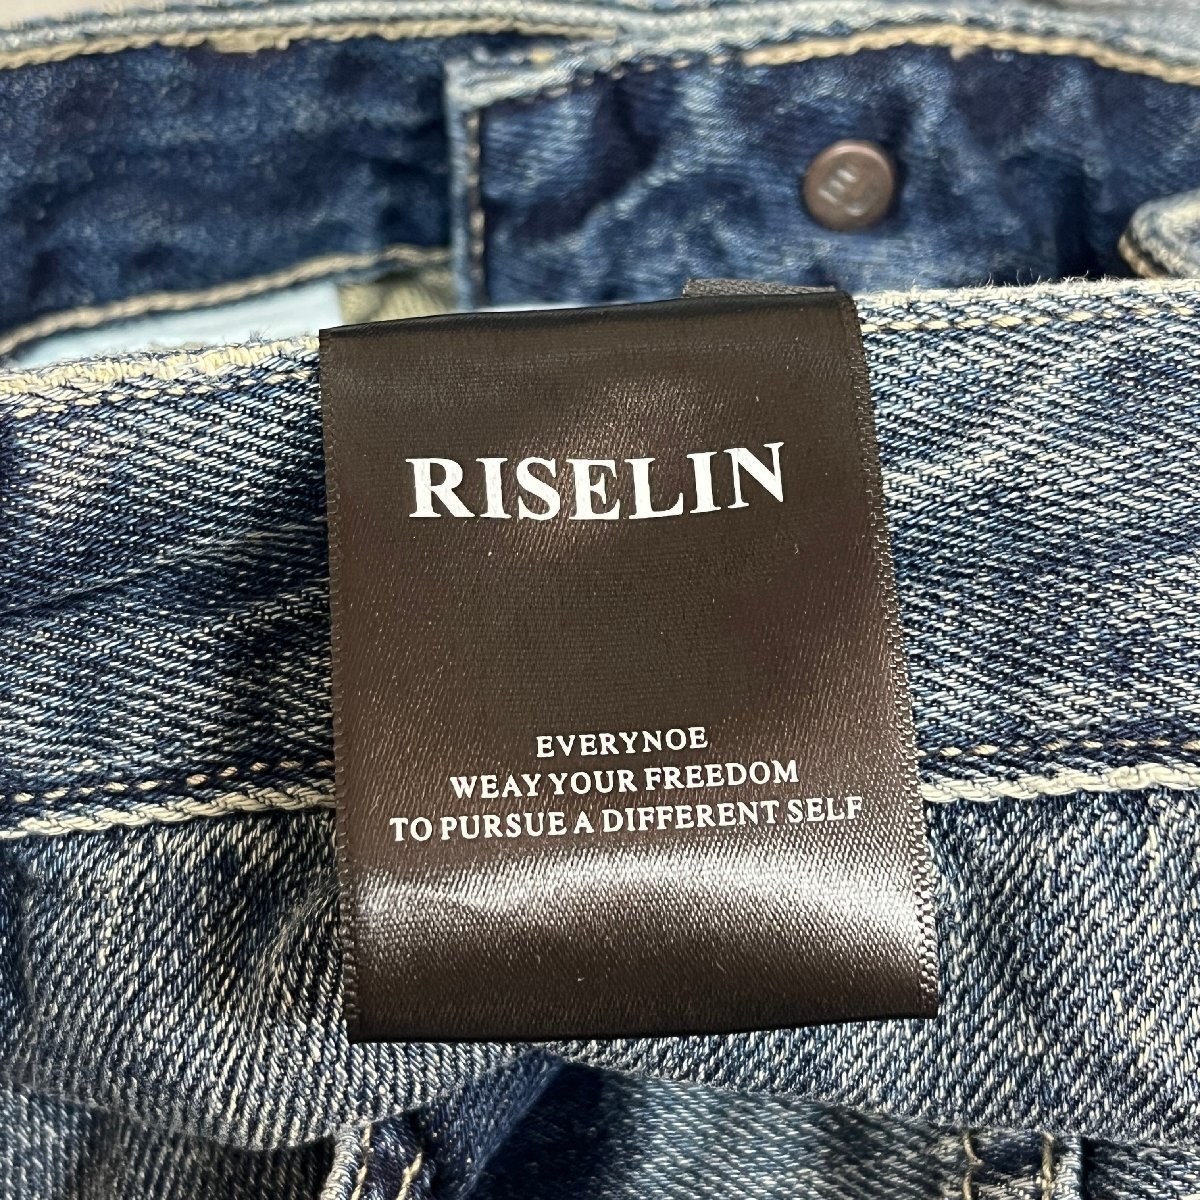 RISELIN
EVERYNOE
WEAY YOUR FREEDOM
TO PURSUE A DIFFERENT SELF